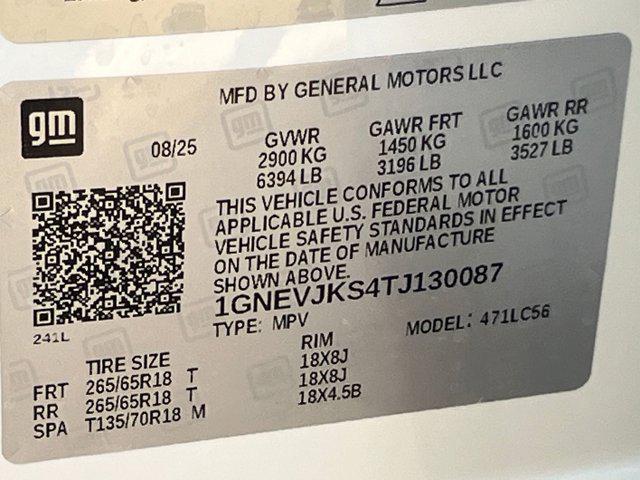 MFD BY GENERAL MOTORS LLC
gm
08/25
GVWR GAWR FRT GAWR RR
2900 KG 1450 KG 1600 KG
6394 LB 3196 LB 3527 LB
THIS VEHICLE CONFORMS TO ALL
APPLICABLE U.S. FEDERAL MOTOR
VEHICLE SAFETY STANDARDS IN EFFECT
ON THE DATE OF MANUFACTURE
SHOWN ABOVE.
1GNEVJKS4TJ130087
241L
TYPE: MPV MODEL: 471LC56
TIRE SIZE RIM
FRT 265/65R18 T 18X8J
RR 265/65R18 T 18X8J
SPA T135/70R18 M 18X4.5B